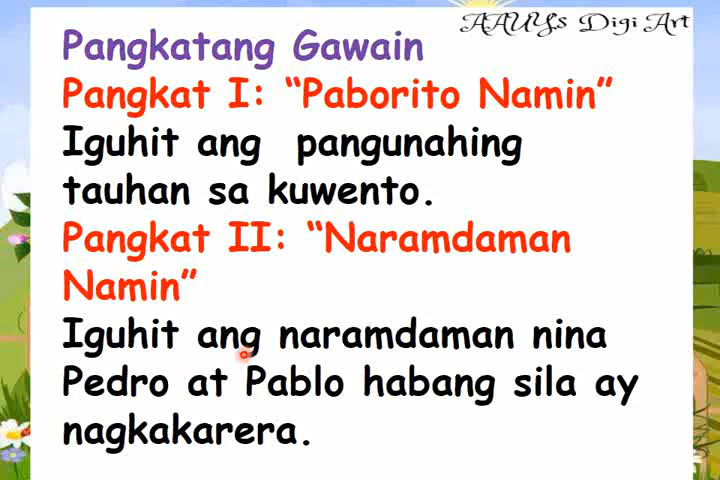 AAUYs Digi Art
Pangkatang Gawain
Pangkat I: “Paborito Namin”
Iguhit ang pangunahing
tauhan sa kuwento.
Pangkat II: “Naramdaman
Namin”
Iguhit ang naramdaman nina
Pedro at Pablo habang sila ay
nagkakarera.